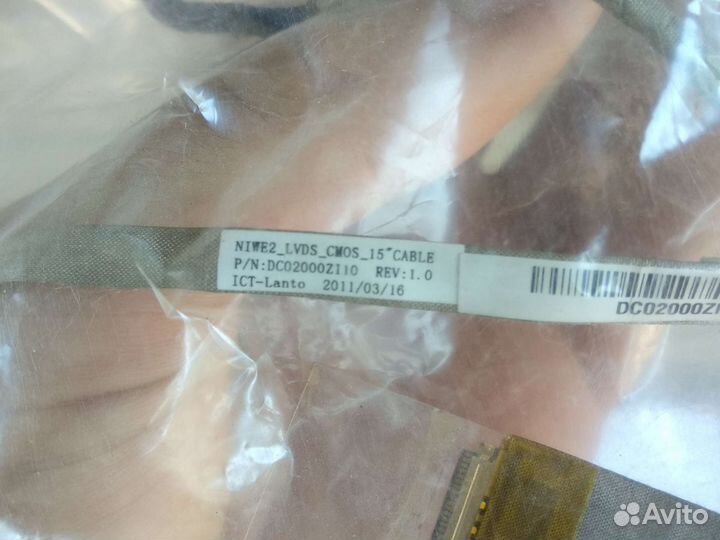 NIWE2_LVDS_CMOS_15"CABLE
P/N:DC02000ZI10 REV:1.0
ICT-Lanto 2011/03/16
DC02000ZI
Avito